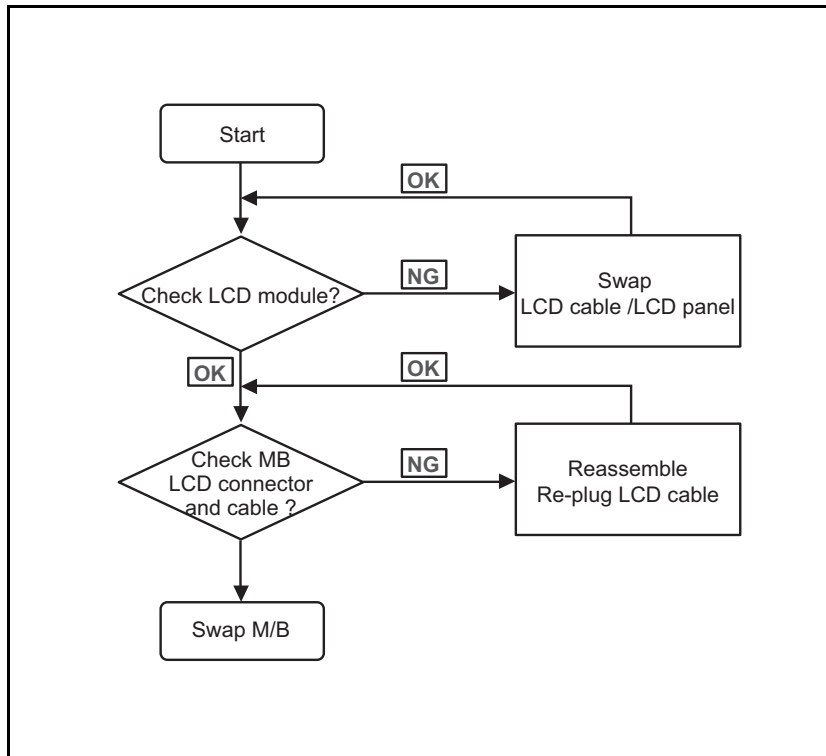 Start
OK
Check LCD module?
NG
Swap
LCD cable /LCD panel
OK
OK
Check MB
LCD connector
and cable ?
NG
Reassemble
Re-plug LCD cable
Swap M/B